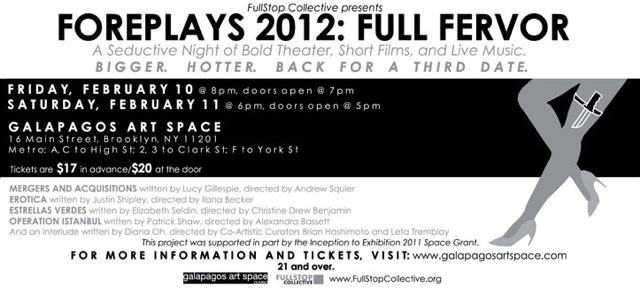 FullStop Collective presents
FOREPLAYS 2012: FULL FERVOR
A Seductive Night of Bold Theater, Short Films, and Live Music.
BIGGER. HOTTER. BACK FOR A THIRD DATE.
FRIDAY, FEBRUARY 10 @ 8pm, doors open @ 7pm
SATURDAY, FEBRUARY 11 @ 6pm, doors open @ 5pm
GALAPAGOS ART SPACE
16 Main Street, Brooklyn, NY 11201
Metro: A,C to High St; 2, 3 to Clark St; F to York St
Tickets are $17 in advance/$20 at the door
MERGERS AND ACQUISITIONS written by Lucy Gillespie, directed by Andrew Squier
EROTICA written by Justin Shipley, directed by Ilana Becker
ESTRELLAS VERDES written by Elizabeth Seldin, directed by Christine Drew Benjamin
OPERATION ISTANBUL written by Patrick Shaw, directed by Alexandra Bassett
And an Interlude written by Diana Oh, directed by Co-Artistic Curators Brian Hashimoto and Leta Tremblay
This project was supported in part by the Inception to Exhibition 2011 Space Grant.
FOR MORE INFORMATION AND TICKETS, VISIT: www.galapagosartspace.com
21 and over.
galapagos art space
DUMBO
FULLSTOP
COLLECTIVE
www.FullStopCollective.org